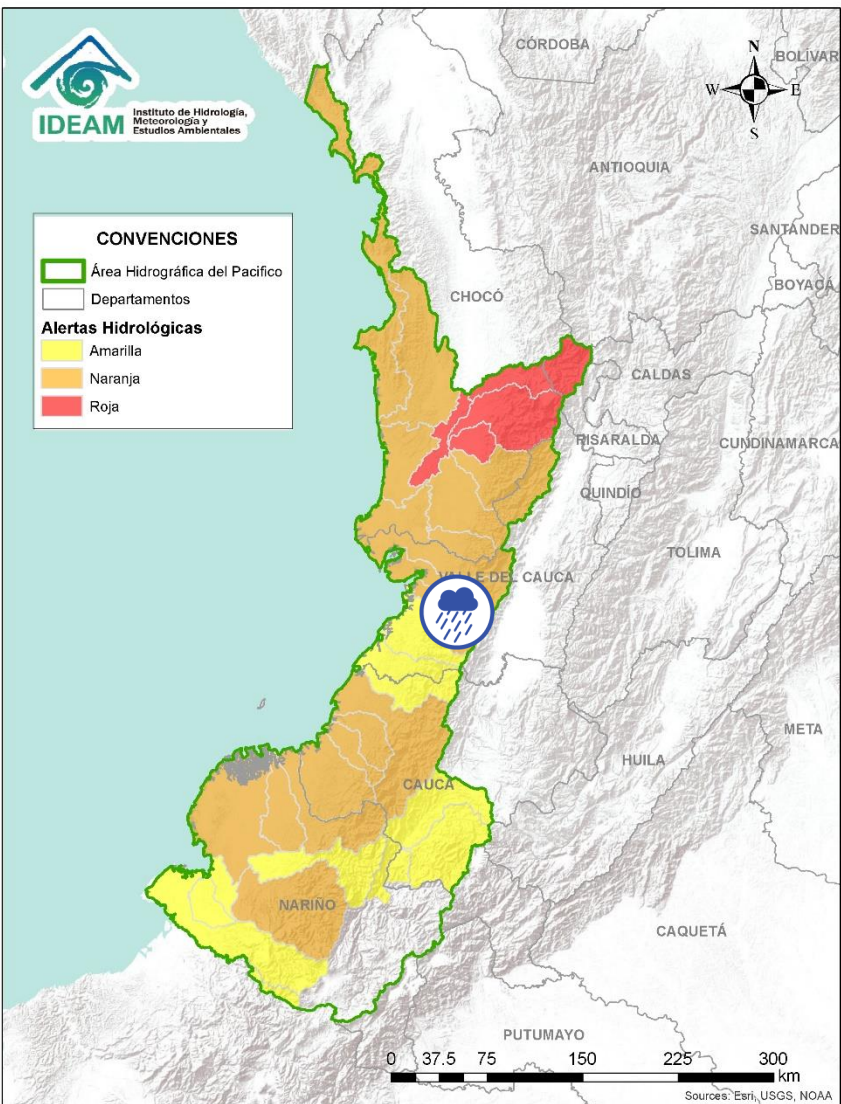 IDEAM
Instituto de Hidrología,
Meteorología y
Estudios Ambientales
N
W
E
S
CÓRDOBA
BOLÍVAR
ANTIOQUIA
SANTANDER
BOYACÁ
CHOCÓ
CALDAS
RISARALDA
CUNDINAMARCA
QUINDÍO
TOLIMA
VALLE DEL CAUCA
META
HUILA
CAUCA
NARIÑO
CAQUETÁ
PUTUMAYO
CONVENCIONES
Área Hidrográfica del Pacifico
Departamentos
Alertas Hidrológicas
Amarilla
Naranja
Roja
0 37.5 75 150 225 300
km
Sources: Esri, USGS, NOAA